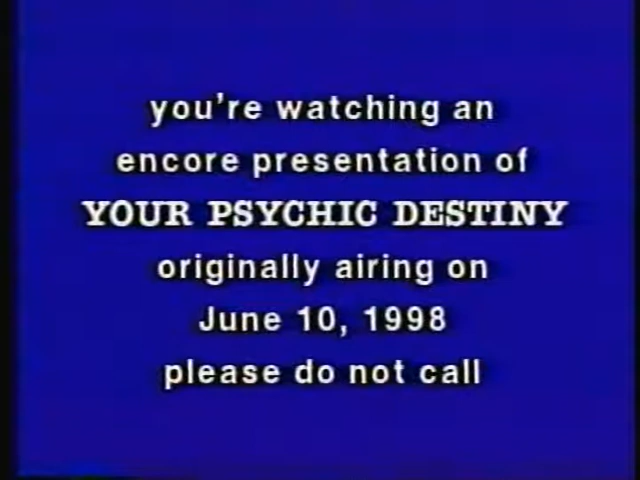 you're watching an
encore presentation of
YOUR PSYCHIC DESTINY
originally airing on
June 10, 1998
please do not call